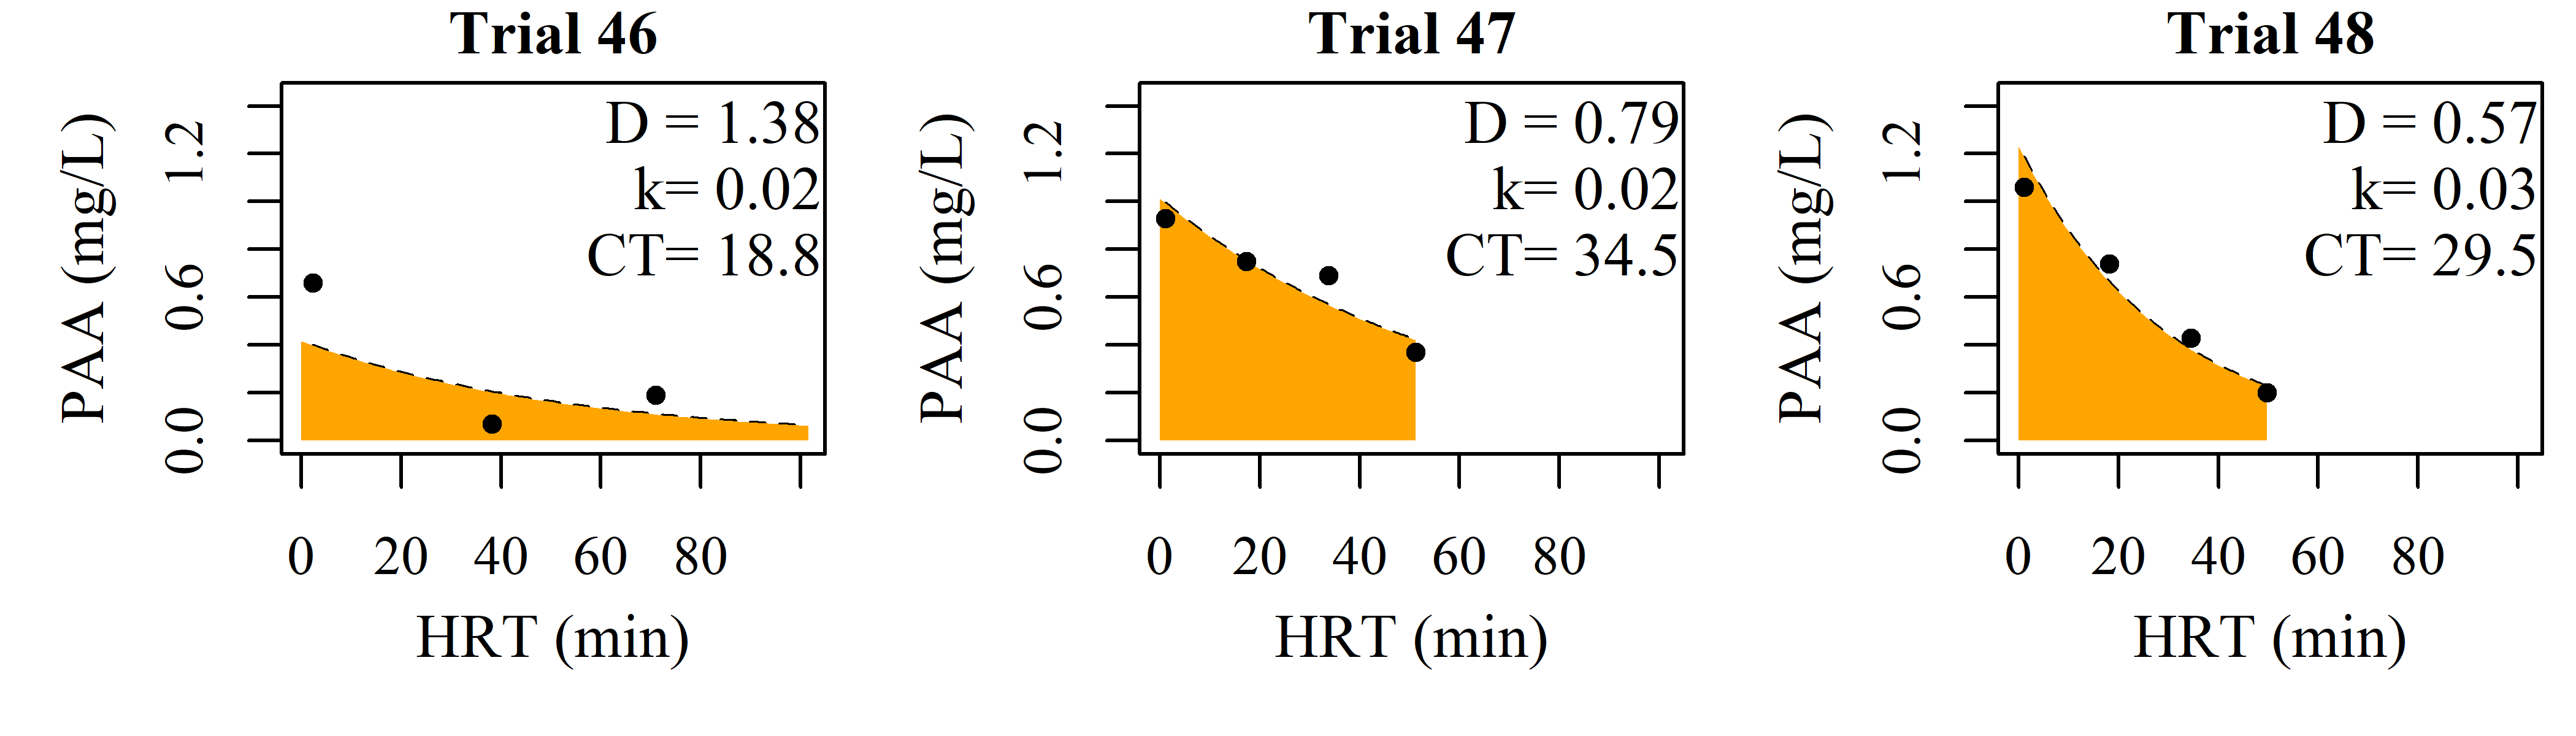 Trial 46
D = 1.38
k= 0.02
CT= 18.8
PAA (mg/L)
0.0 0.6 1.2
0 20 40 60 80
HRT (min)
Trial 47
D = 0.79
k= 0.02
CT= 34.5
PAA (mg/L)
0.0 0.6 1.2
0 20 40 60 80
HRT (min)
Trial 48
D = 0.57
k= 0.03
CT= 29.5
PAA (mg/L)
0.0 0.6 1.2
0 20 40 60 80
HRT (min)